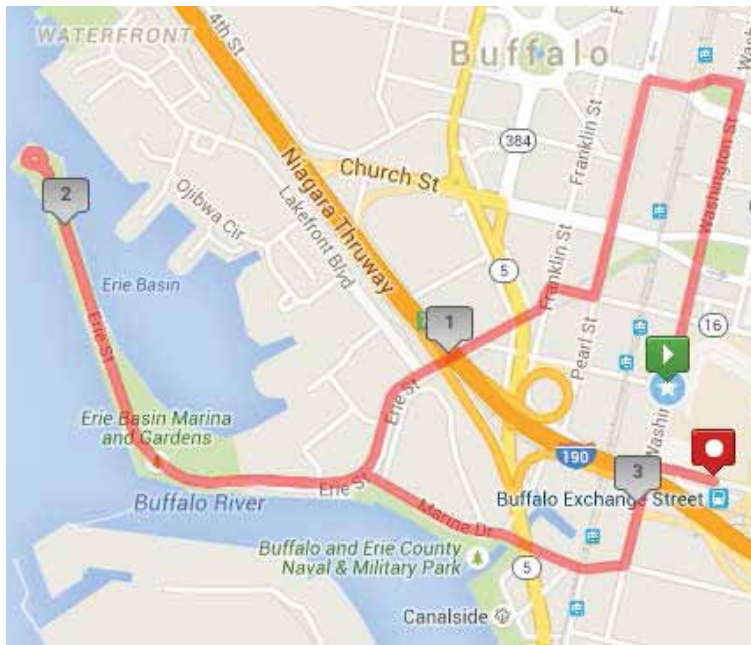 WATERFRONT
4th St
Buffalo
Wash
384
Franklin St
Niagara Thruway
Church St
Washington St
2
Ojibwa Cir
Lakefront Blvd
Franklin St
5
Erie Basin
1
16
Pearl St
Erie St
Erie St
Washin
Erie Basin Marina
and Gardens
190
3
Buffalo Exchange Street
Erie St
Buffalo River
Marine Dr
Buffalo and Erie County
Naval & Military Park
5
Canalside